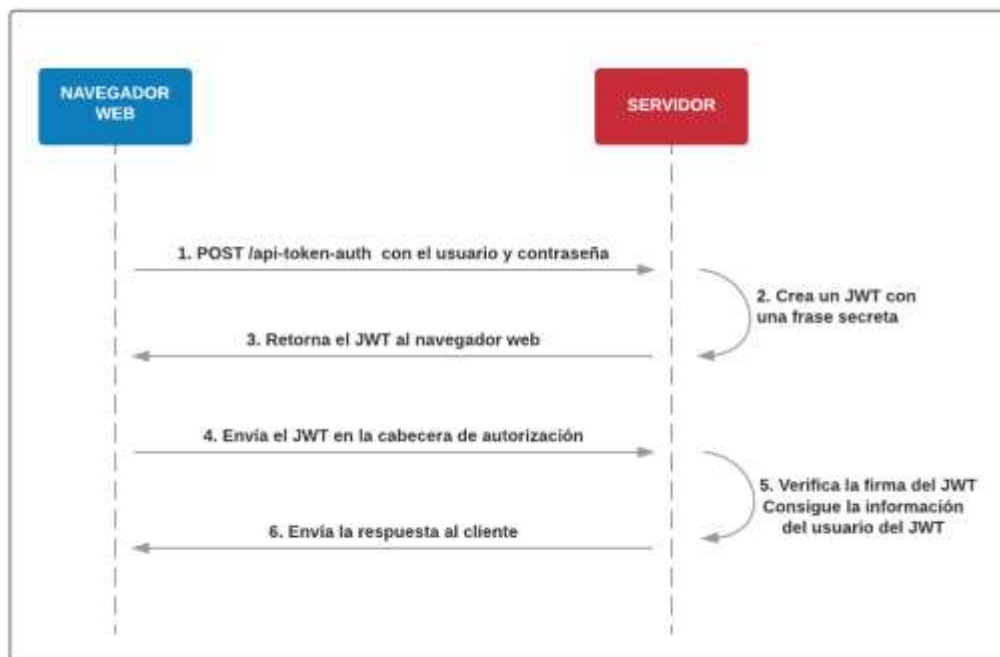 NAVEGADOR
WEB
SERVIDOR
1. POST /api-token-auth con el usuario y contraseña
2. Crea un JWT con
una frase secreta
3. Retorna el JWT al navegador web
4. Envía el JWT en la cabecera de autorización
5. Verifica la firma del JWT
Consigue la información
del usuario del JWT
6. Envía la respuesta al cliente